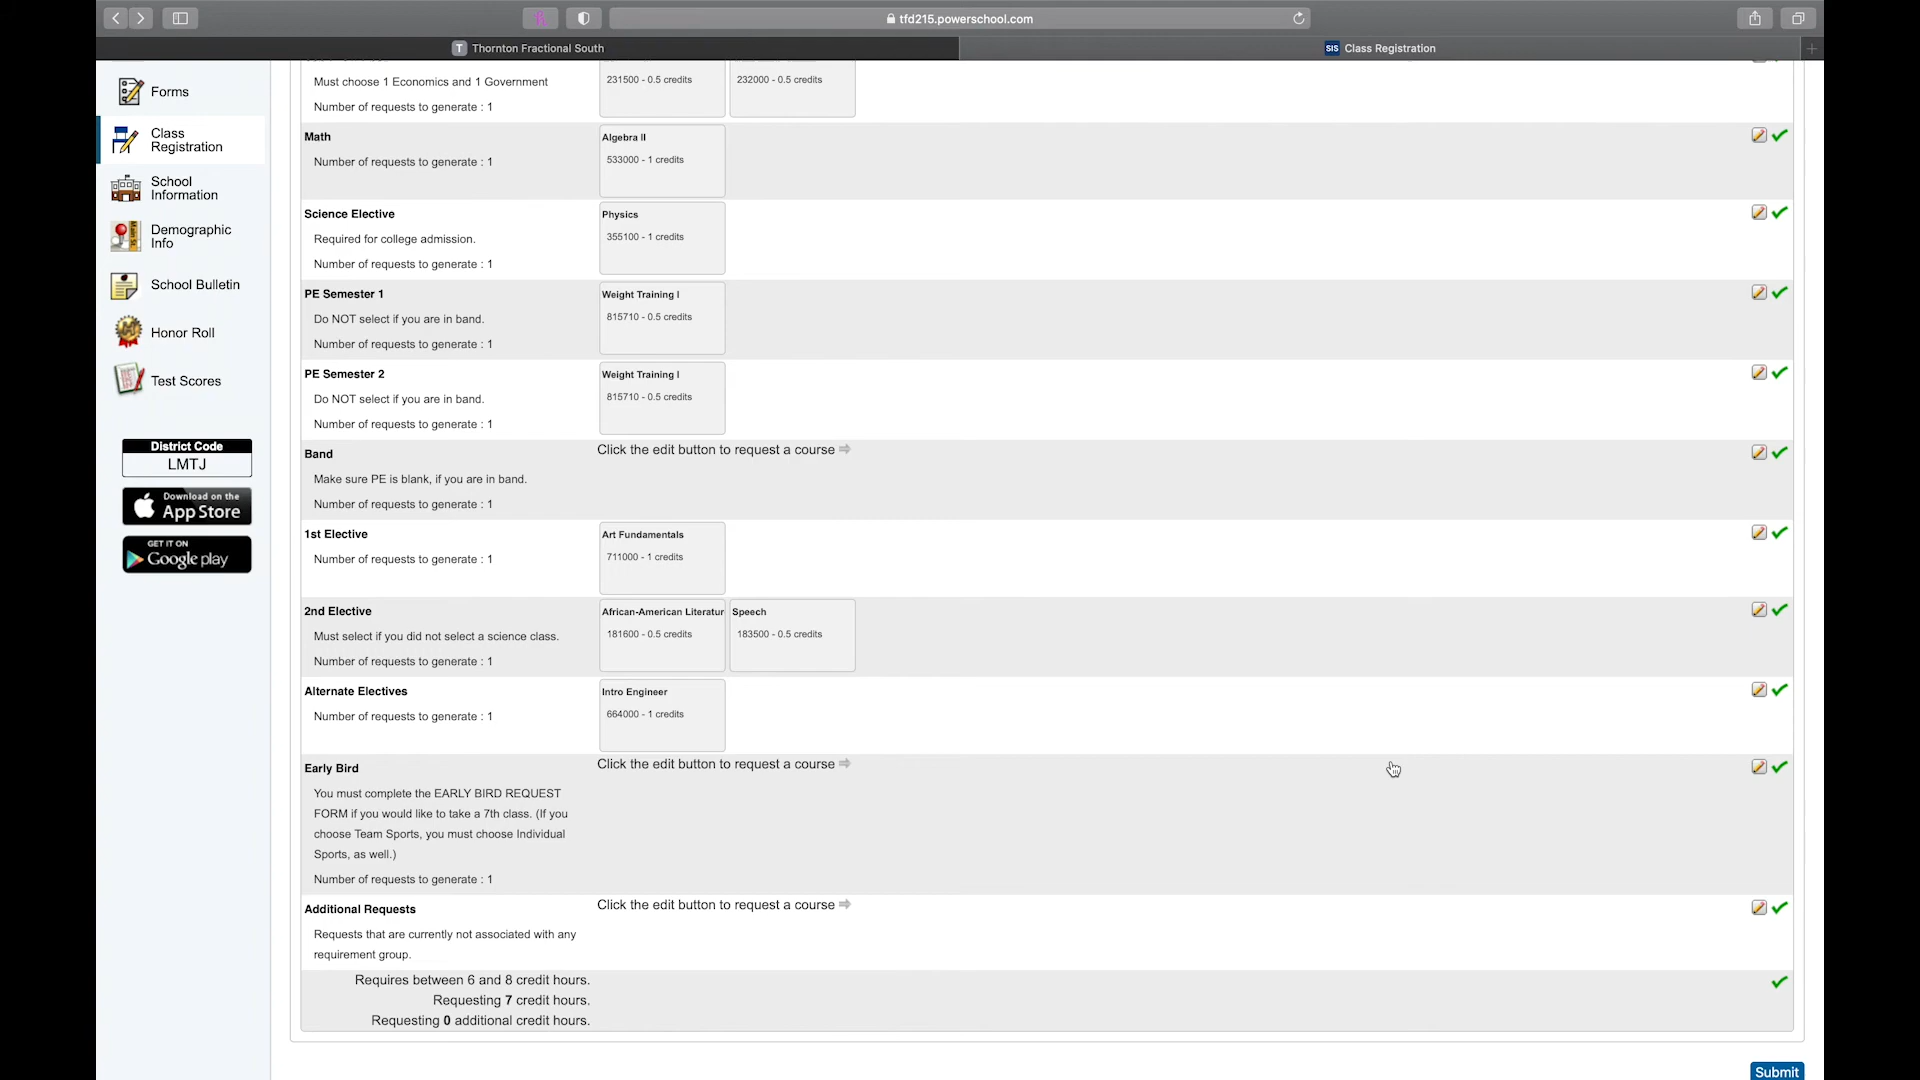 tfd215.powerschool.com
T Thornton Fractional South
SIS Class Registration
Forms
Class
Registration
School
Information
Demographic
Info
School Bulletin
Honor Roll
Test Scores
District Code
LMTJ
Download on the
App Store
GET IT ON
Google play
Must choose 1 Economics and 1 Government
Number of requests to generate : 1
231500 - 0.5 credits
232000 - 0.5 credits
Math
Number of requests to generate : 1
Algebra II
533000 - 1 credits
Science Elective
Required for college admission.
Number of requests to generate : 1
Physics
355100 - 1 credits
PE Semester 1
Do NOT select if you are in band.
Number of requests to generate : 1
Weight Training I
815710 - 0.5 credits
PE Semester 2
Do NOT select if you are in band.
Number of requests to generate : 1
Weight Training I
815710 - 0.5 credits
Band
Make sure PE is blank, if you are in band.
Number of requests to generate : 1
Click the edit button to request a course
1st Elective
Number of requests to generate : 1
Art Fundamentals
711000 - 1 credits
2nd Elective
Must select if you did not select a science class.
Number of requests to generate : 1
African-American Literatur
181600 - 0.5 credits
Speech
183500 - 0.5 credits
Alternate Electives
Number of requests to generate : 1
Intro Engineer
664000 - 1 credits
Early Bird
You must complete the EARLY BIRD REQUEST
FORM if you would like to take a 7th class. (If you
choose Team Sports, you must choose Individual
Sports, as well.)
Number of requests to generate : 1
Click the edit button to request a course
Additional Requests
Requests that are currently not associated with any
requirement group.
Click the edit button to request a course
Requires between 6 and 8 credit hours.
Requesting 7 credit hours.
Requesting 0 additional credit hours.
Submit